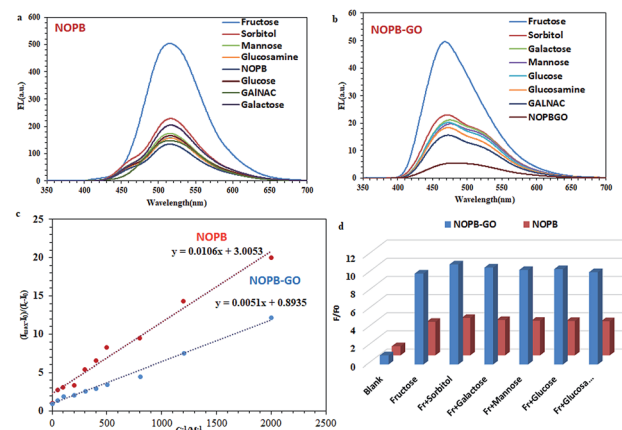 a
NOPB
FL(a.u)
600
500
400
300
200
100
0
350 400 450 500 550 600 650 700
Wavelength(nm)
Fructose
Sorbitol
Mannose
Glucosamine
NOPB
Glucose
GAlNAC
Galactose
b
NOPB-GO
FL(a.u)
60
50
40
30
20
10
0
350 400 450 500 550 600 650 700
Wavelength(nm)
Fructose
Sorbitol
Galactose
Mannose
Glucose
Glucosamine
GALNAC
NOPBGO
c
25
20
15
10
5
0
0 500 1000 1500 2000 2500
NOPB
y = 0.0106x + 3.0053
NOPB-GO
y = 0.0051x + 0.8935
d
NOPB-GO NOPB
F/F0
12
10
8
6
4
2
0
Blank
Fructose
Fr+Sorbitol
Fr+Galactose
Fr+Mannose
Fr+Glucose
Fr+Glucosa...